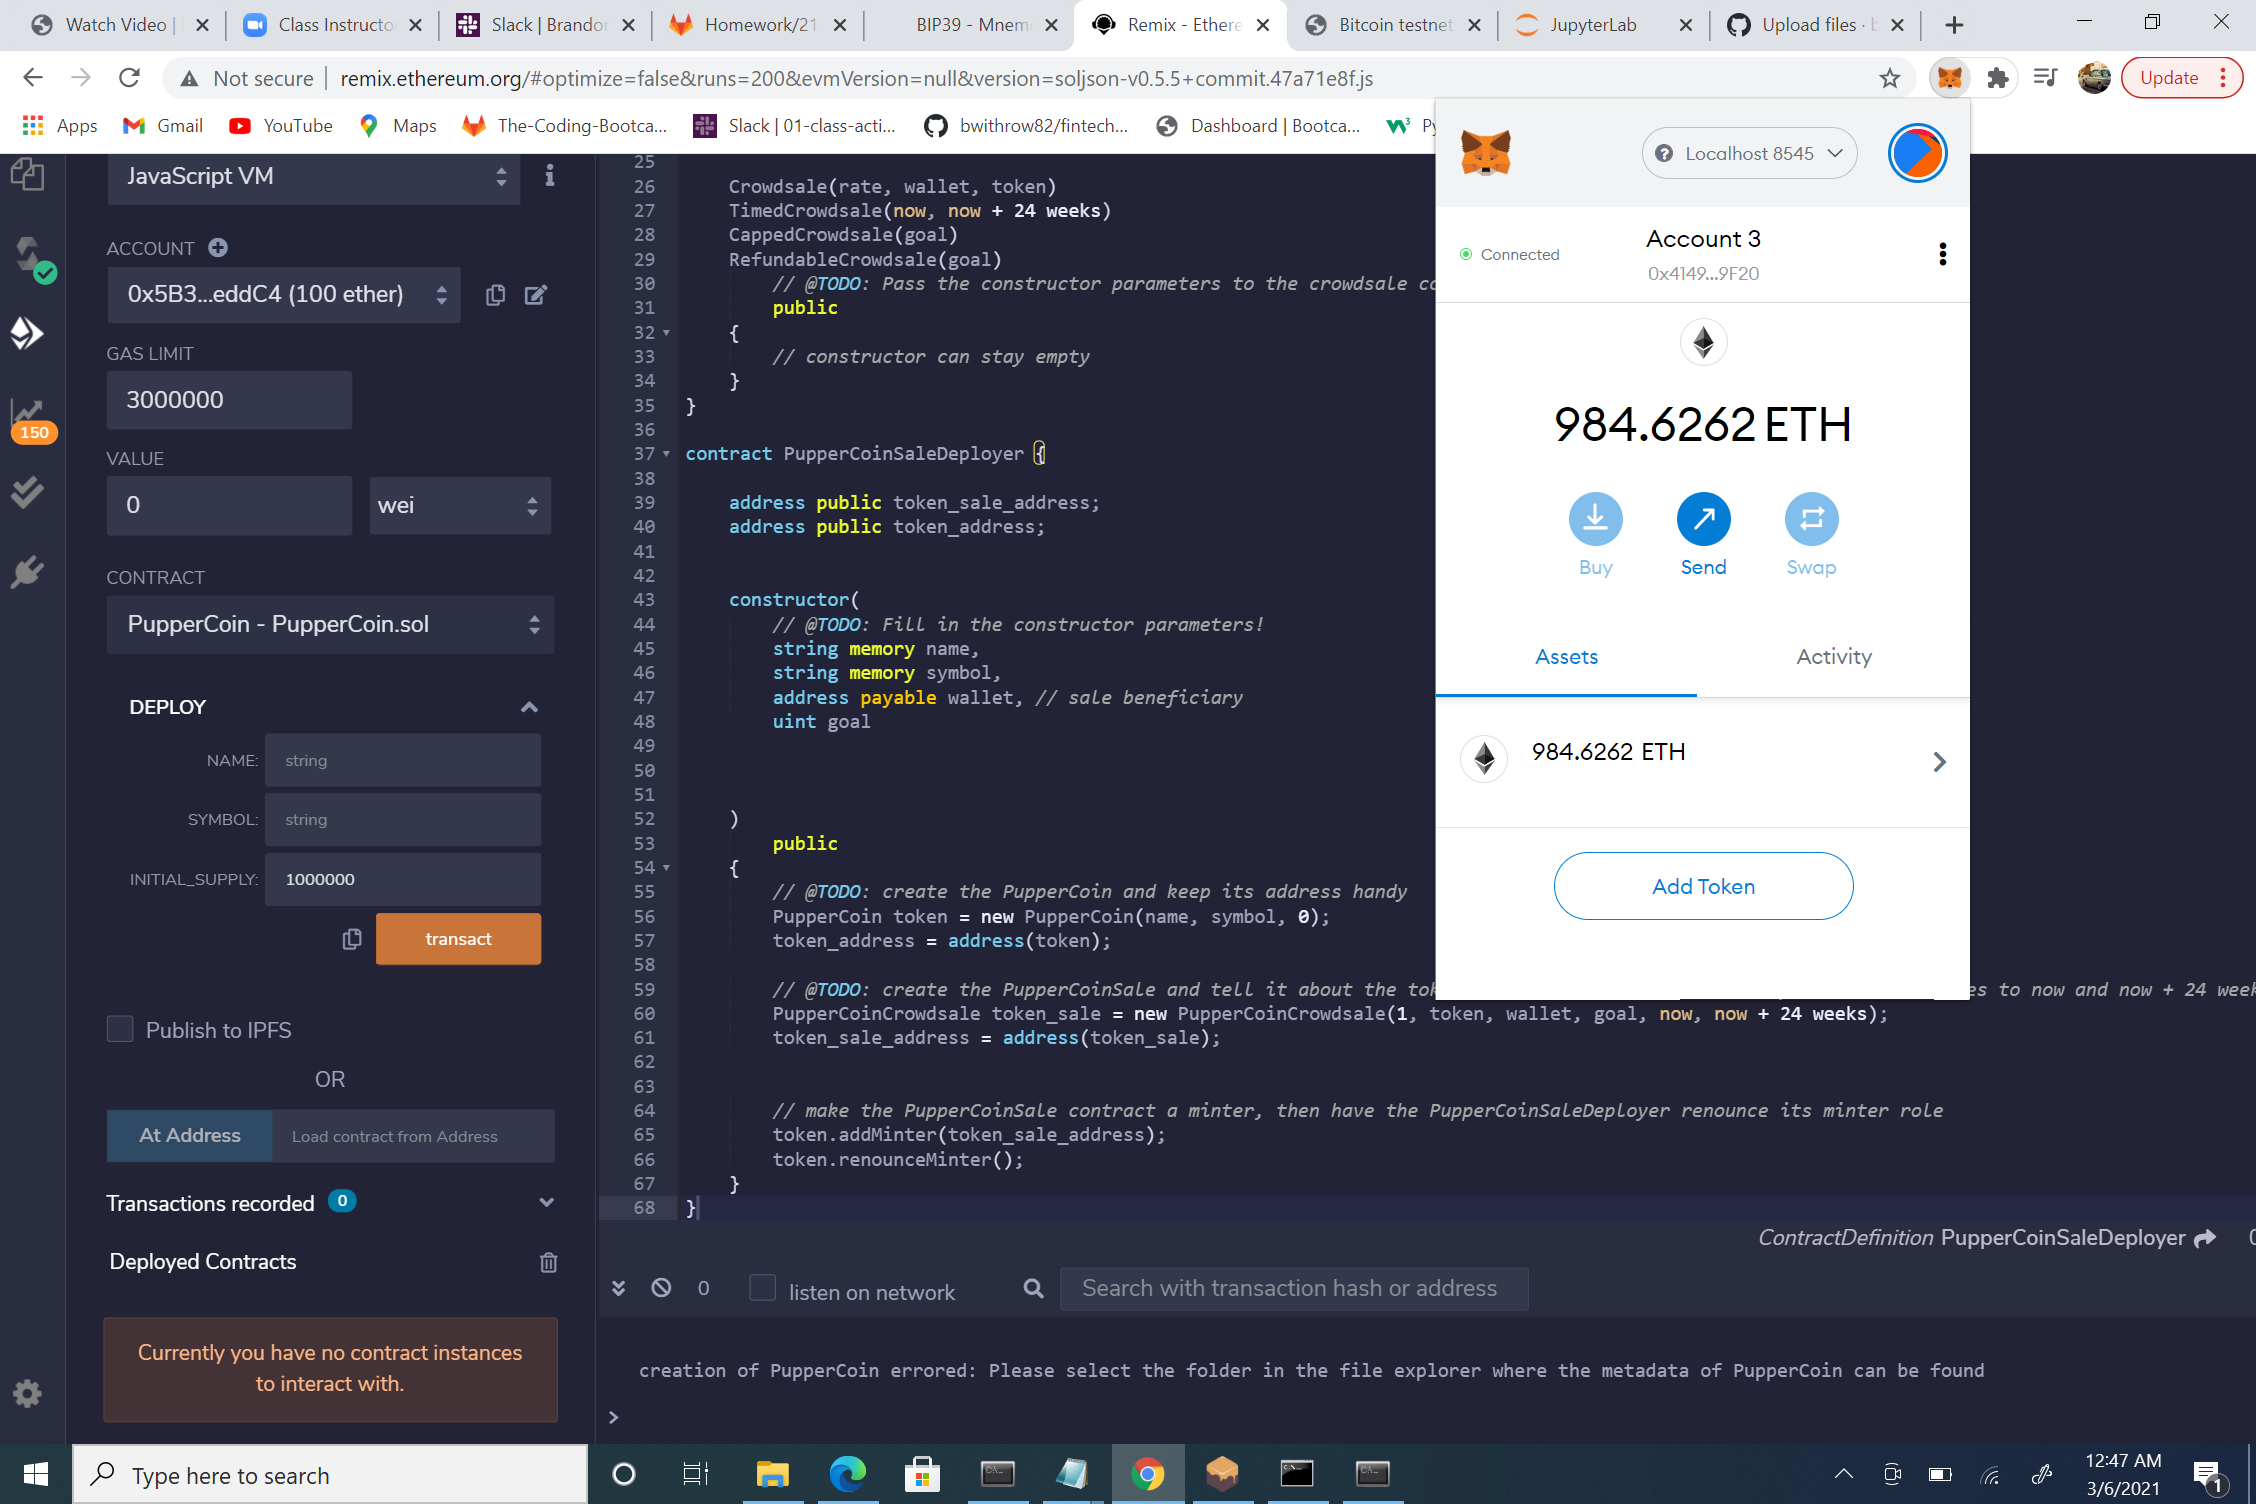 Watch Video |
Class Instructo
Slack | Brandon
Homework/21
BIP39 - Mnem
Remix - Ethere
Bitcoin testnet
JupyterLab
Upload files · b
Not secure | remix.ethereum.org/#optimize=false&runs=200&evmVersion=null&version=soljson-v0.5.5+commit.47a71e8f.js
Update
Apps
Gmail
YouTube
Maps
The-Coding-Bootca...
Slack | 01-class-acti...
bwithrow82/fintech...
Dashboard | Bootca...
JavaScript VM
ACCOUNT
0x5B3...eddC4 (100 ether)
GAS LIMIT
3000000
VALUE
0
wei
CONTRACT
PupperCoin - PupperCoin.sol
DEPLOY
NAME: string
SYMBOL: string
INITIAL_SUPPLY: 1000000
transact
Publish to IPFS
OR
At Address
Load contract from Address
Transactions recorded 0
Deployed Contracts
Currently you have no contract instances
to interact with.
150
25
26 Crowdsale(rate, wallet, token)
27 TimedCrowdsale(now, now + 24 weeks)
28 CappedCrowdsale(goal)
29 RefundableCrowdsale(goal)
30 // @TODO: Pass the constructor parameters to the crowdsale co
31 public
32 {
33 // constructor can stay empty
34 }
35 }
36
37 contract PupperCoinSaleDeployer {
38
39 address public token_sale_address;
40 address public token_address;
41
42
43 constructor(
44 // @TODO: Fill in the constructor parameters!
45 string memory name,
46 string memory symbol,
47 address payable wallet, // sale beneficiary
48 uint goal
49
50
51
52 )
53 public
54 {
55 // @TODO: create the PupperCoin and keep its address handy
56 PupperCoin token = new PupperCoin(name, symbol, 0);
57 token_address = address(token);
58
59 // @TODO: create the PupperCoinSale and tell it about the tok es to now and now + 24 week
60 PupperCoinCrowdsale token_sale = new PupperCoinCrowdsale(1, token, wallet, goal, now, now + 24 weeks);
61 token_sale_address = address(token_sale);
62
63
64 // make the PupperCoinSale contract a minter, then have the PupperCoinSaleDeployer renounce its minter role
65 token.addMinter(token_sale_address);
66 token.renounceMinter();
67 }
68 }
ContractDefinition PupperCoinSaleDeployer
0
listen on network
Search with transaction hash or address
creation of PupperCoin errored: Please select the folder in the file explorer where the metadata of PupperCoin can be found
>
Localhost 8545
Connected
Account 3
0x4149...9F20
984.6262 ETH
Buy
Send
Swap
Assets
Activity
984.6262 ETH
Add Token
Type here to search
12:47 AM
3/6/2021
1